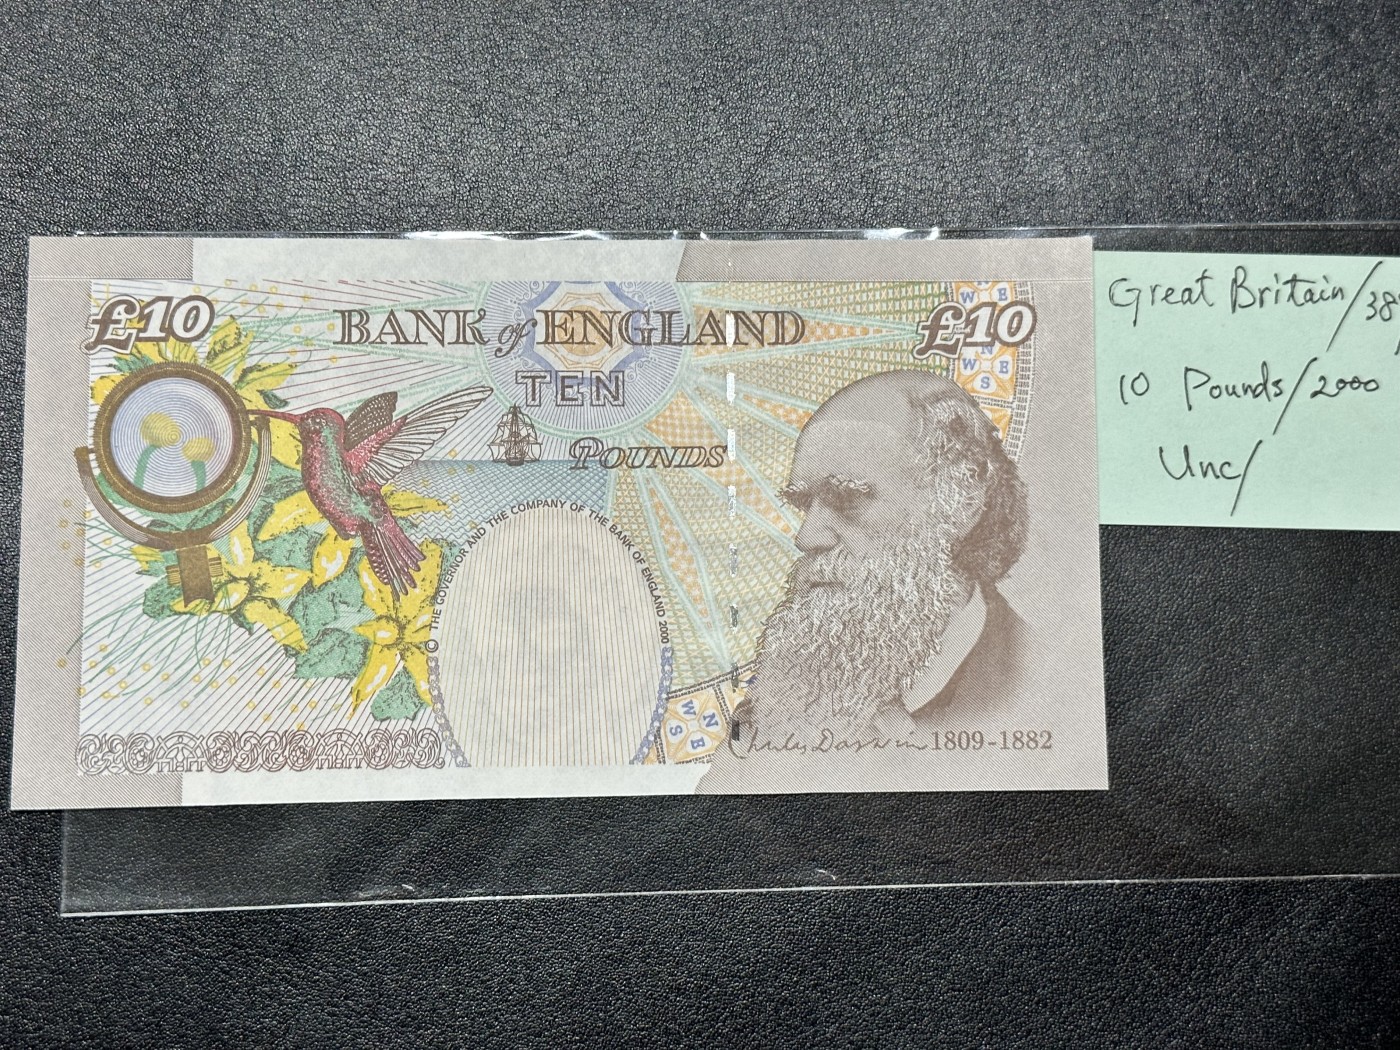 £10
BANK of ENGLAND
£10
TEN
POUNDS
© THE GOVERNOR AND THE COMPANY OF THE BANK OF ENGLAND 2000
W E
N
W E
S
N
W E
S
B
Charles Darwin 1809-1882
Great Britain/38
10 Pounds/2000
Unc/